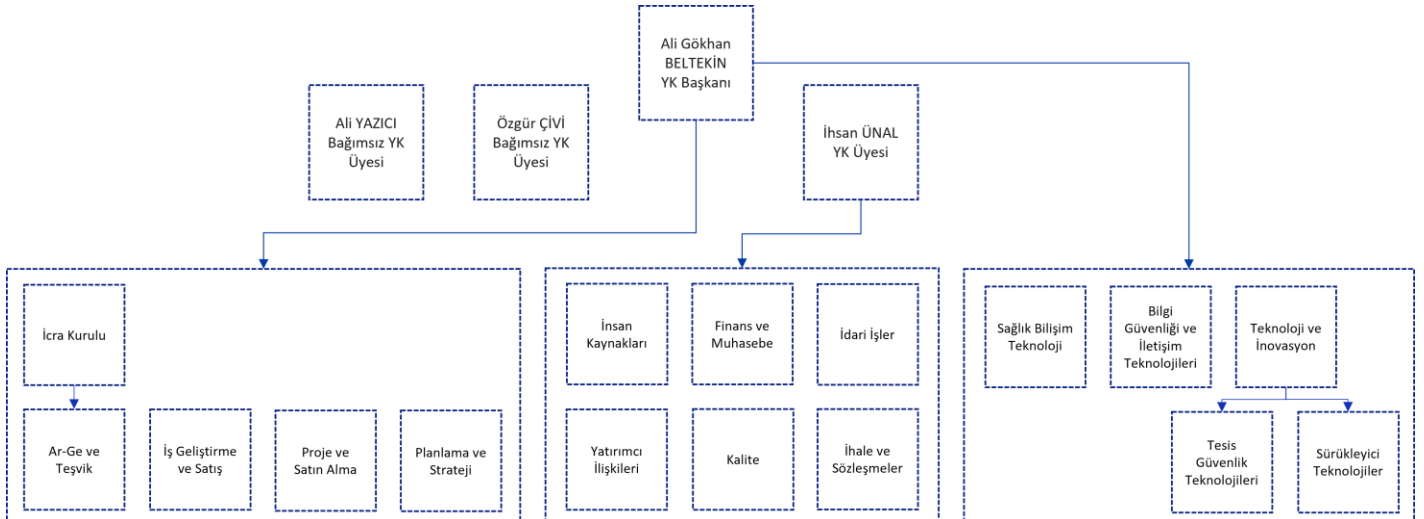 Ali Gökhan
BELTEKİN
YK Başkanı
Ali YAZICI
Bağımsız YK
Üyesi
Özgür ÇİVİ
Bağımsız YK
Üyesi
İhsan ÜNAL
YK Üyesi
İcra Kurulu
Ar-Ge ve
Teşvik
İş Geliştirme
ve Satış
Proje ve
Satın Alma
Planlama ve
Strateji
İnsan
Kaynakları
Finans ve
Muhasebe
İdari İşler
Yatırımcı
İlişkileri
Kalite
İhale ve
Sözleşmeler
Sağlık Bilişim
Teknoloji
Bilgi
Güvenliği ve
İletişim
Teknolojileri
Teknoloji ve
İnovasyon
Tesis
Güvenlik
Teknolojileri
Sürükleyici
Teknolojiler